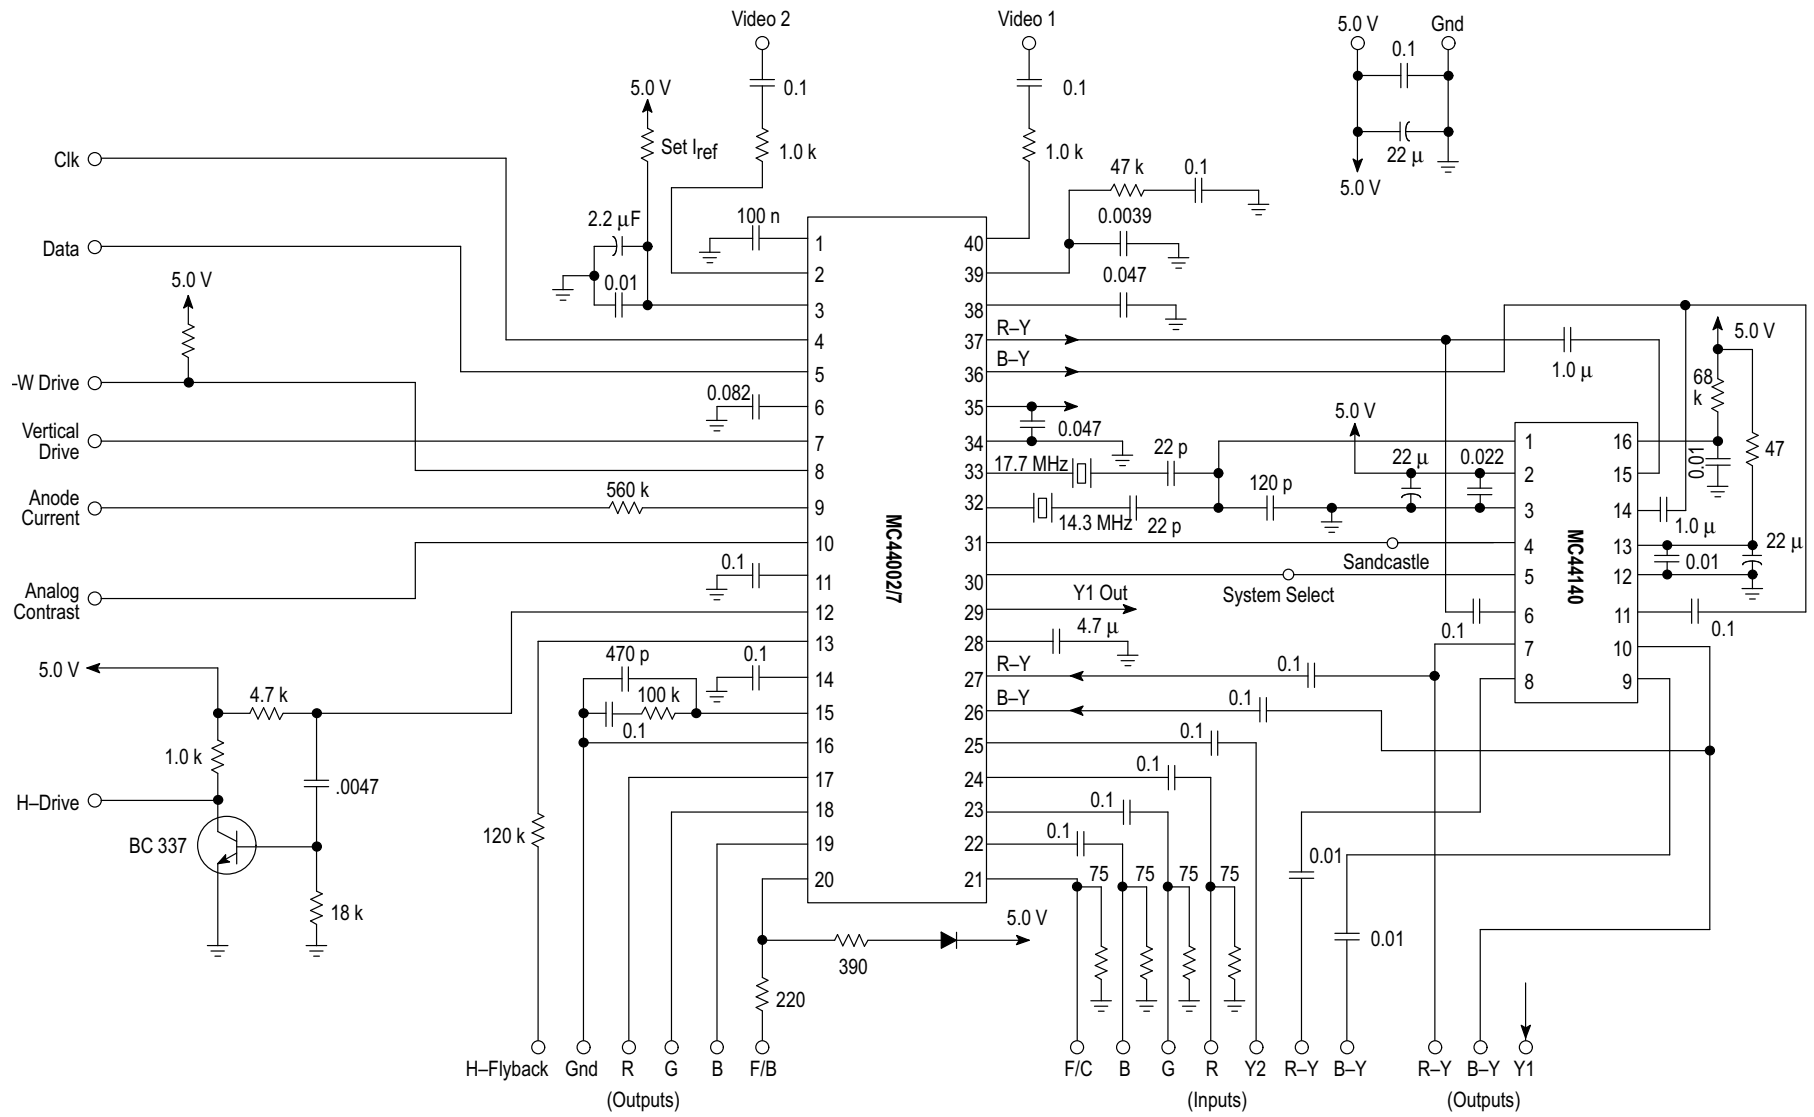 Video 2
Video 1
5.0 V
Gnd
0.1
0.1
0.1
5.0 V
Set Iref
1.0 k
1.0 k
22 µ
5.0 V
Clk
47 k
0.1
2.2 µF
100 n
0.0039
Data
0.01
0.047
5.0 V
R–Y
B–Y
1.0 µ
5.0 V
68 k
-W Drive
0.082
0.047
5.0 V
Vertical Drive
17.7 MHz
22 p
22 µ
0.022
0.01
47
Anode Current
560 k
14.3 MHz
22 p
120 p
1.0 µ
Sandcastle
0.01
22 µ
Analog Contrast
0.1
System Select
Y1 Out
0.1
0.1
4.7 µ
5.0 V
470 p
0.1
R–Y
0.1
4.7 k
100 k
0.1
B–Y
0.1
1.0 k
0.1
H–Drive
.0047
0.1
0.1
BC 337
120 k
0.1
18 k
75
75
75
75
0.01
0.01
390
5.0 V
220
MC44002/7
1
2
3
4
5
6
7
8
9
10
11
12
13
14
15
16
17
18
19
20
40
39
38
37
36
35
34
33
32
31
30
29
28
27
26
25
24
23
22
21
MC44140
1
2
3
4
5
6
7
8
16
15
14
13
12
11
10
9
H–Flyback
Gnd
R
G
B
F/B
F/C
B
G
R
Y2
R–Y
B–Y
R–Y
B–Y
Y1
(Outputs)
(Inputs)
(Outputs)